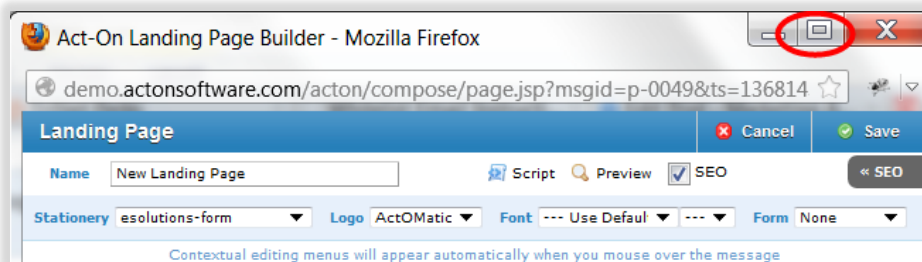 Act-On Landing Page Builder - Mozilla Firefox
demo.actonsoftware.com/acton/compose/page.jsp?msgid=p-0049&ts=136814
Landing Page Cancel Save
Name New Landing Page Script Preview SEO « SEO
Stationery esolutions-form Logo ActOMatic Font --- Use Defaul --- Form None
Contextual editing menus will appear automatically when you mouse over the message